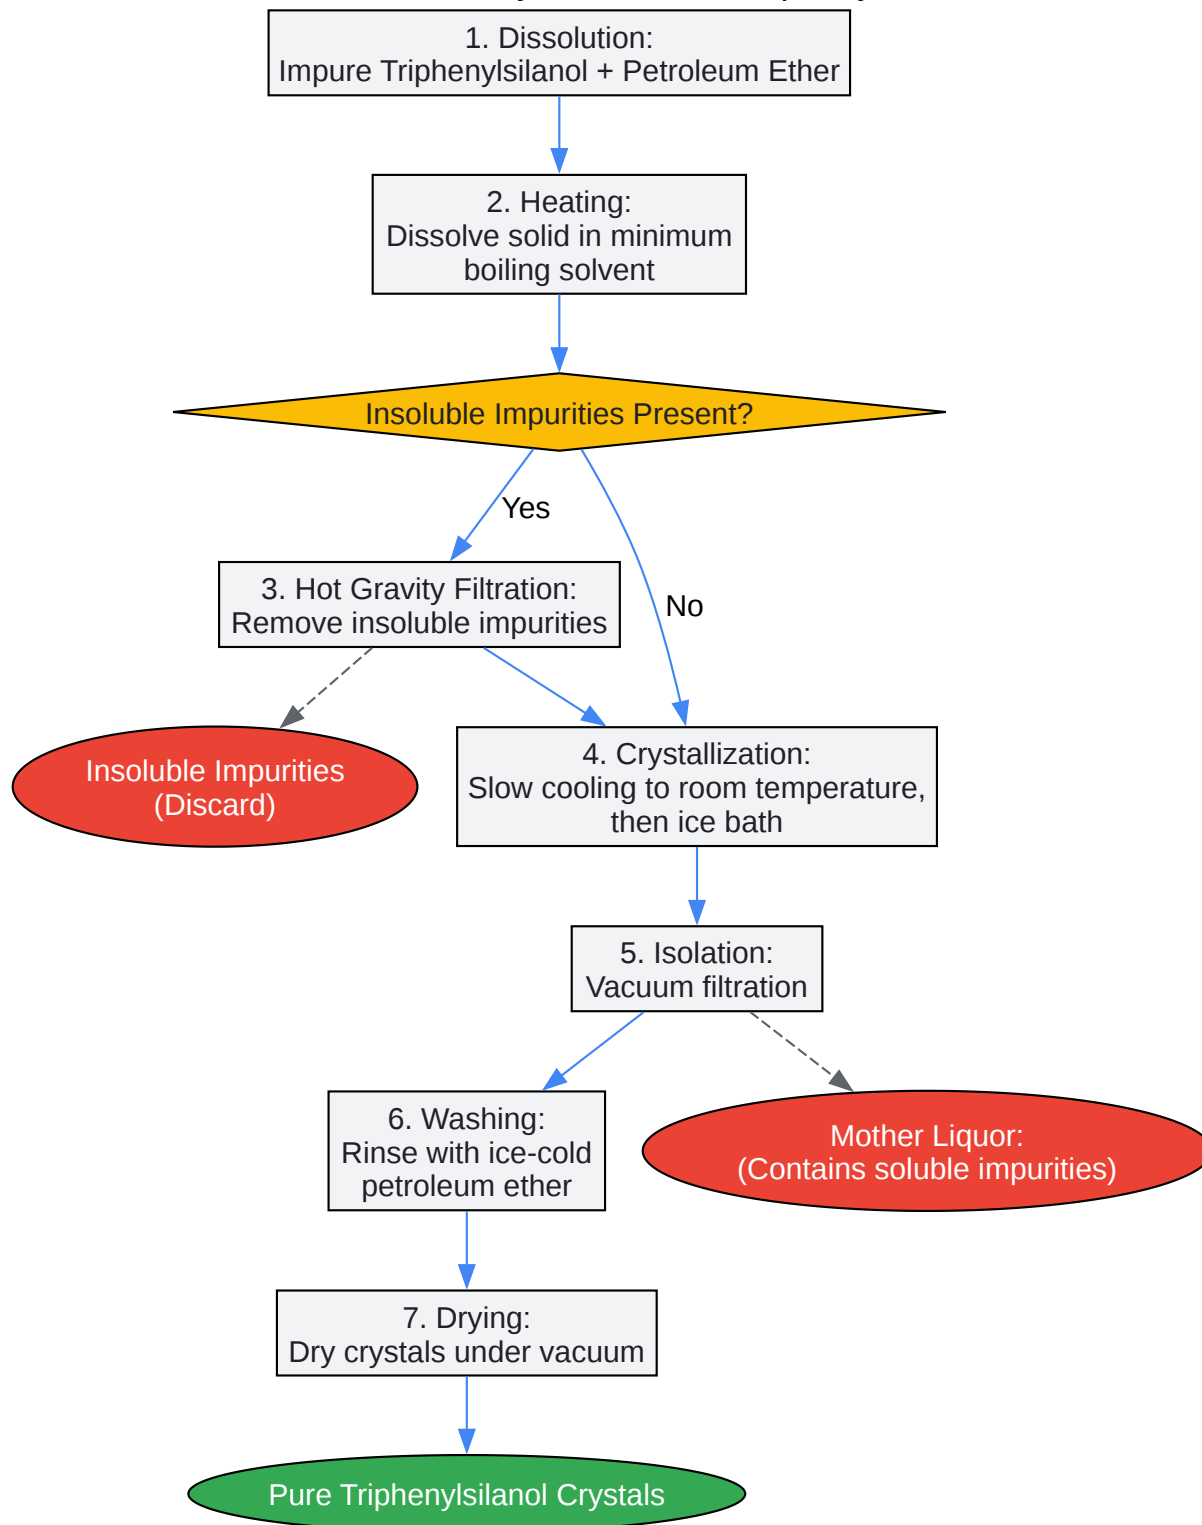 1. Dissolution:
Impure Triphenylsilanol + Petroleum Ether
2. Heating:
Dissolve solid in minimum
boiling solvent
Insoluble Impurities Present?
Yes
3. Hot Gravity Filtration:
Remove insoluble impurities
No
Insoluble Impurities
(Discard)
4. Crystallization:
Slow cooling to room temperature,
then ice bath
5. Isolation:
Vacuum filtration
6. Washing:
Rinse with ice-cold
petroleum ether
Mother Liquor:
(Contains soluble impurities)
7. Drying:
Dry crystals under vacuum
Pure Triphenylsilanol Crystals